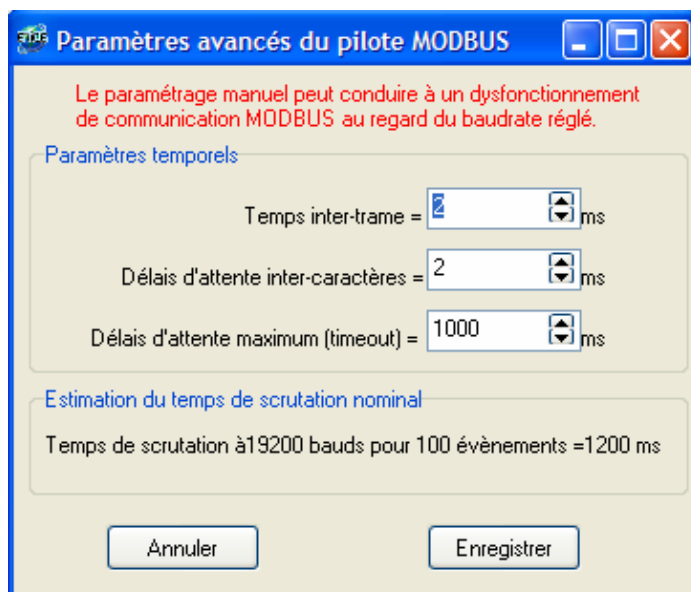 Paramètres avancés du pilote MODBUS
Le paramétrage manuel peut conduire à un dysfonctionnement
de communication MODBUS au regard du baudrate réglé.
Paramètres temporels
Temps inter-trame = 2 ms
Délais d'attente inter-caractères = 2 ms
Délais d'attente maximum (timeout) = 1000 ms
Estimation du temps de scrutation nominal
Temps de scrutation à19200 bauds pour 100 évènements =1200 ms
Annuler Enregistrer